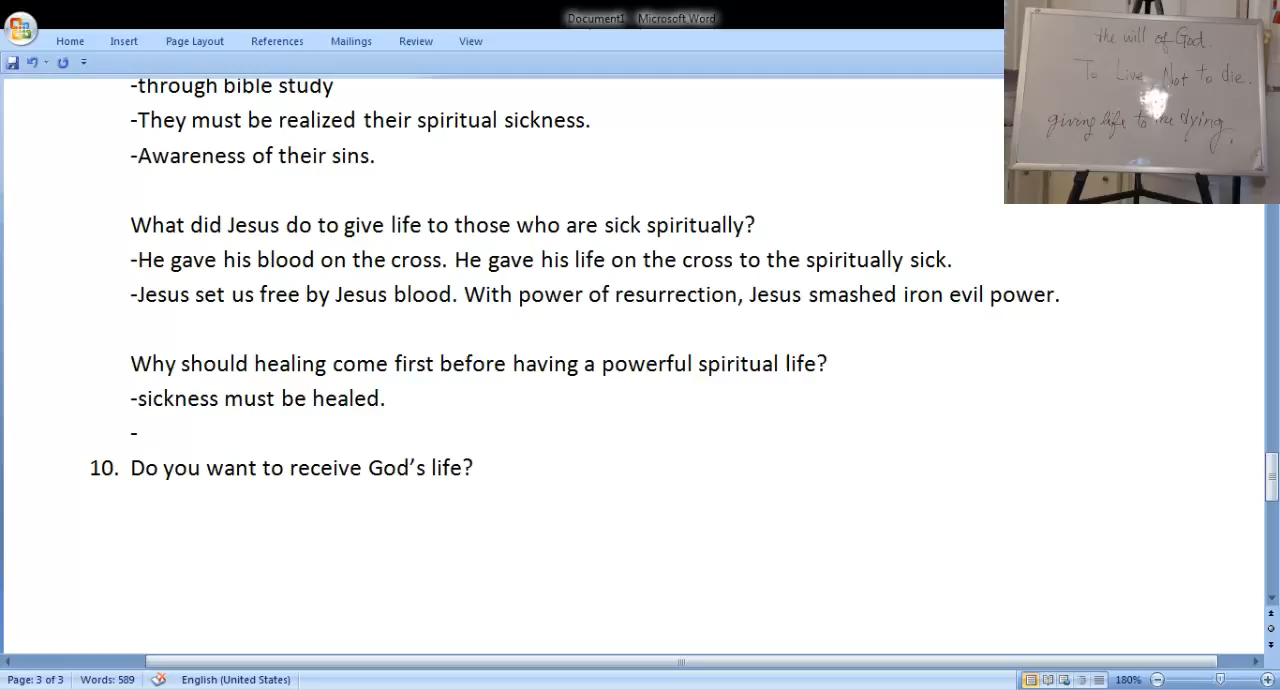 Document1 - Microsoft Word
Home Insert Page Layout References Mailings Review View
the will of God.
To Live, Not to die.
giving life to the dying.
-through bible study
-They must be realized their spiritual sickness.
-Awareness of their sins.
What did Jesus do to give life to those who are sick spiritually?
-He gave his blood on the cross. He gave his life on the cross to the spiritually sick.
-Jesus set us free by Jesus blood. With power of resurrection, Jesus smashed iron evil power.
Why should healing come first before having a powerful spiritual life?
-sickness must be healed.
-
10. Do you want to receive God’s life?
Page: 3 of 3 Words: 589 English (United States) 180%